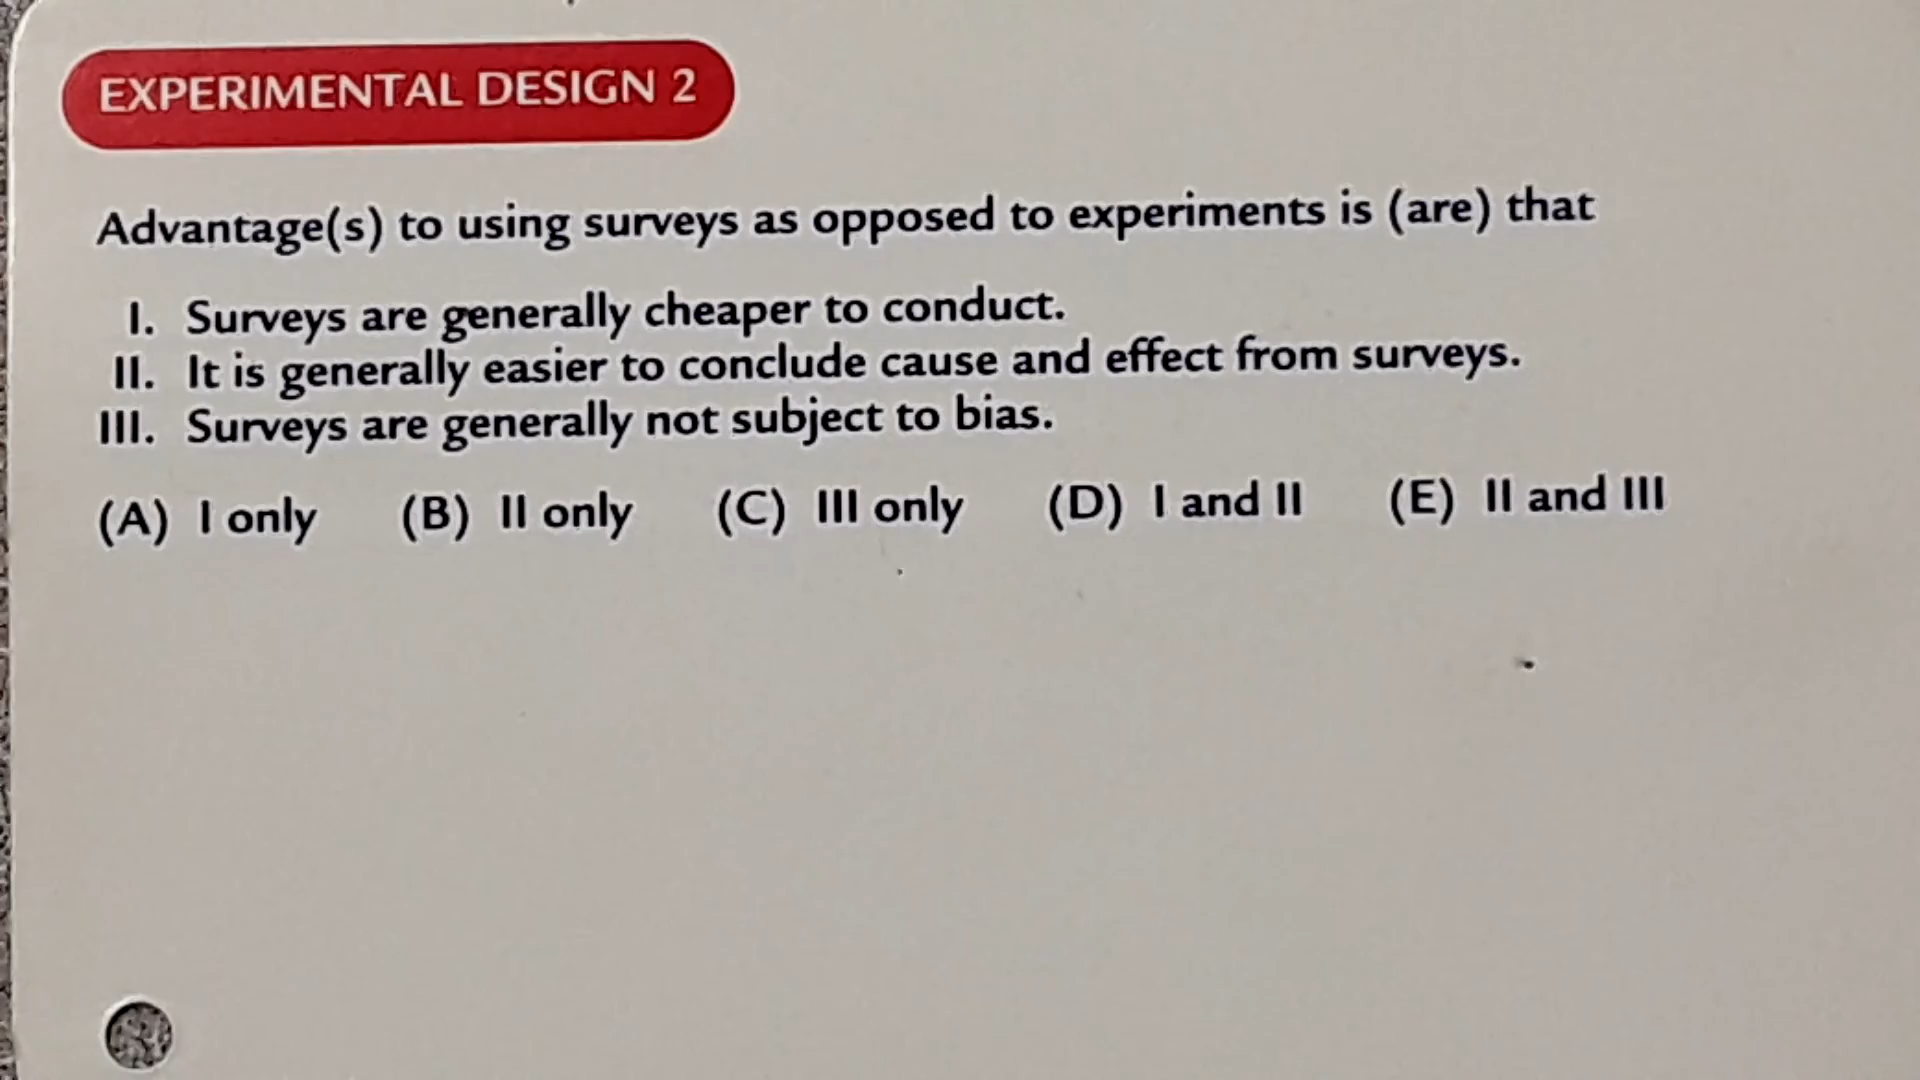 EXPERIMENTAL DESIGN 2
Advantage(s) to using surveys as opposed to experiments is (are) that
I. Surveys are generally cheaper to conduct.
II. It is generally easier to conclude cause and effect from surveys.
III. Surveys are generally not subject to bias.
(A) I only (B) II only (C) III only (D) I and II (E) II and III